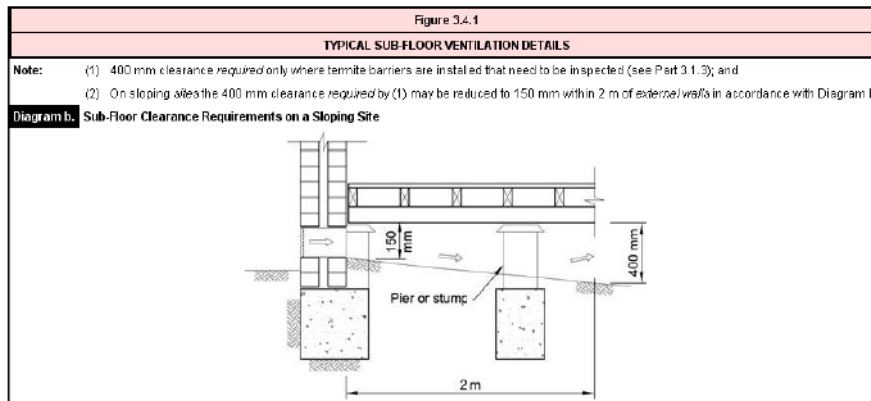 Figure 3.4.1
TYPICAL SUB-FLOOR VENTILATION DETAILS
Note: (1) 400 mm clearance required only where termite barriers are installed that need to be inspected (see Part 3.1.3); and
(2) On sloping sites the 400 mm clearance required by (1) may be reduced to 150 mm within 2 m of external walls in accordance with Diagram
Diagram b. Sub-Floor Clearance Requirements on a Sloping Site
150 mm
400 mm
Pier or stump
2 m